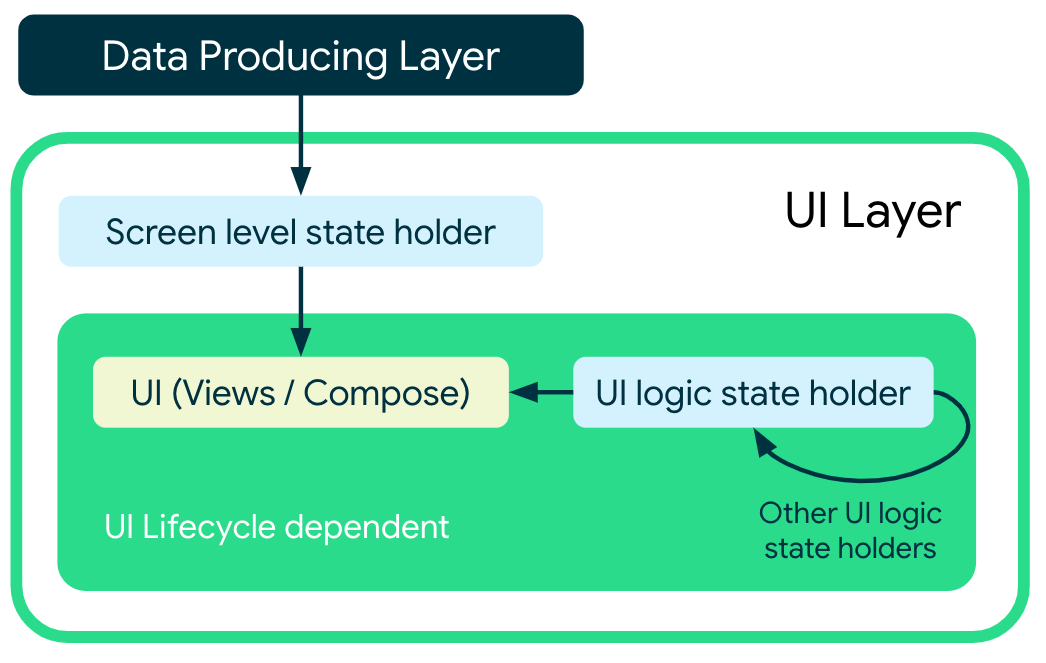 Data Producing Layer
UI Layer
Screen level state holder
UI (Views / Compose)
UI logic state holder
UI Lifecycle dependent
Other UI logic
state holders